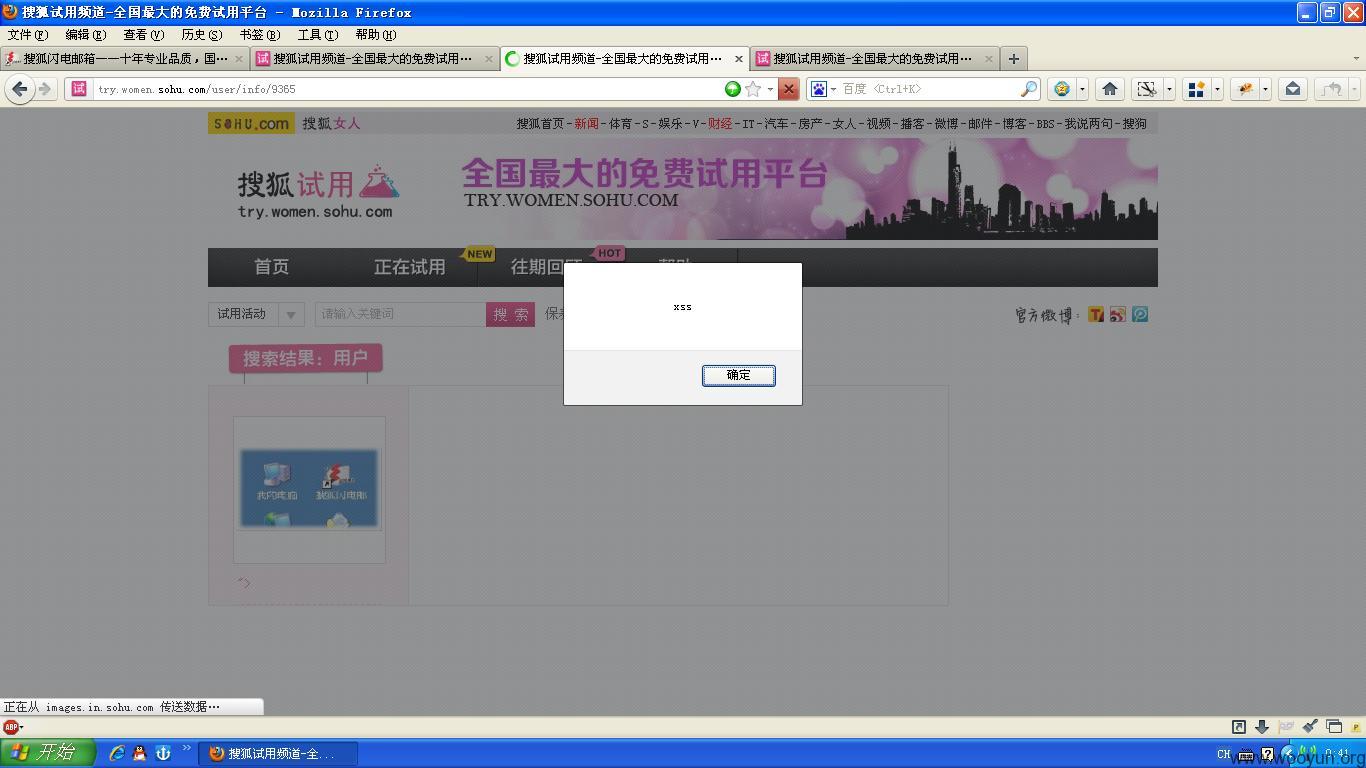 搜狐试用频道-全国最大的免费试用平台 - Mozilla Firefox
文件(F) 编辑(E) 查看(V) 历史(S) 书签(B) 工具(T) 帮助(H)
搜狐闪电邮箱——十年专业品质，国… 搜狐试用频道-全国最大的免费试用… 搜狐试用频道-全国最大的免费试用… 搜狐试用频道-全国最大的免费试用…
试 try.women.sohu.com/user/info/9365 百度 <Ctrl+K>
SOHU.com 搜狐女人 搜狐首页-新闻-体育-S-娱乐-V-财经-IT-汽车-房产-女人-视频-播客-微博-邮件-博客-BBS-我说两句-搜狗
搜狐试用
try.women.sohu.com
全国最大的免费试用平台
TRY.WOMEN.SOHU.COM
NEW HOT
首页 正在试用 往期回顾 帮助
xss
试用活动 请输入关键词 搜 索 保养 官方微博：
搜索结果：用户
确定
我的电脑 搜狐闪电邮
">
正在从 images.in.sohu.com 传送数据…
ABP
开始 搜狐试用频道-全... CH 0:41
www.wooyun.org